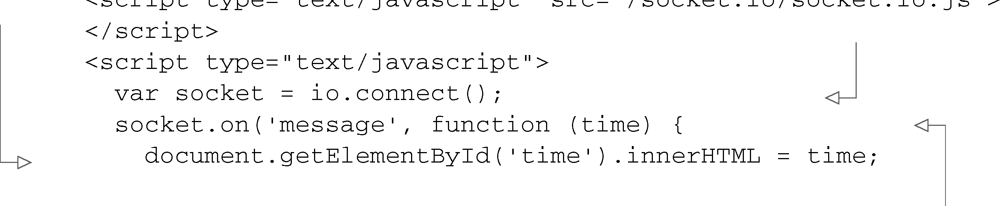 <script type="text/javascript" src="/socket.io/socket.io.js">
</script>
<script type="text/javascript">
var socket = io.connect();
socket.on('message', function (time) {
document.getElementById('time').innerHTML = time;